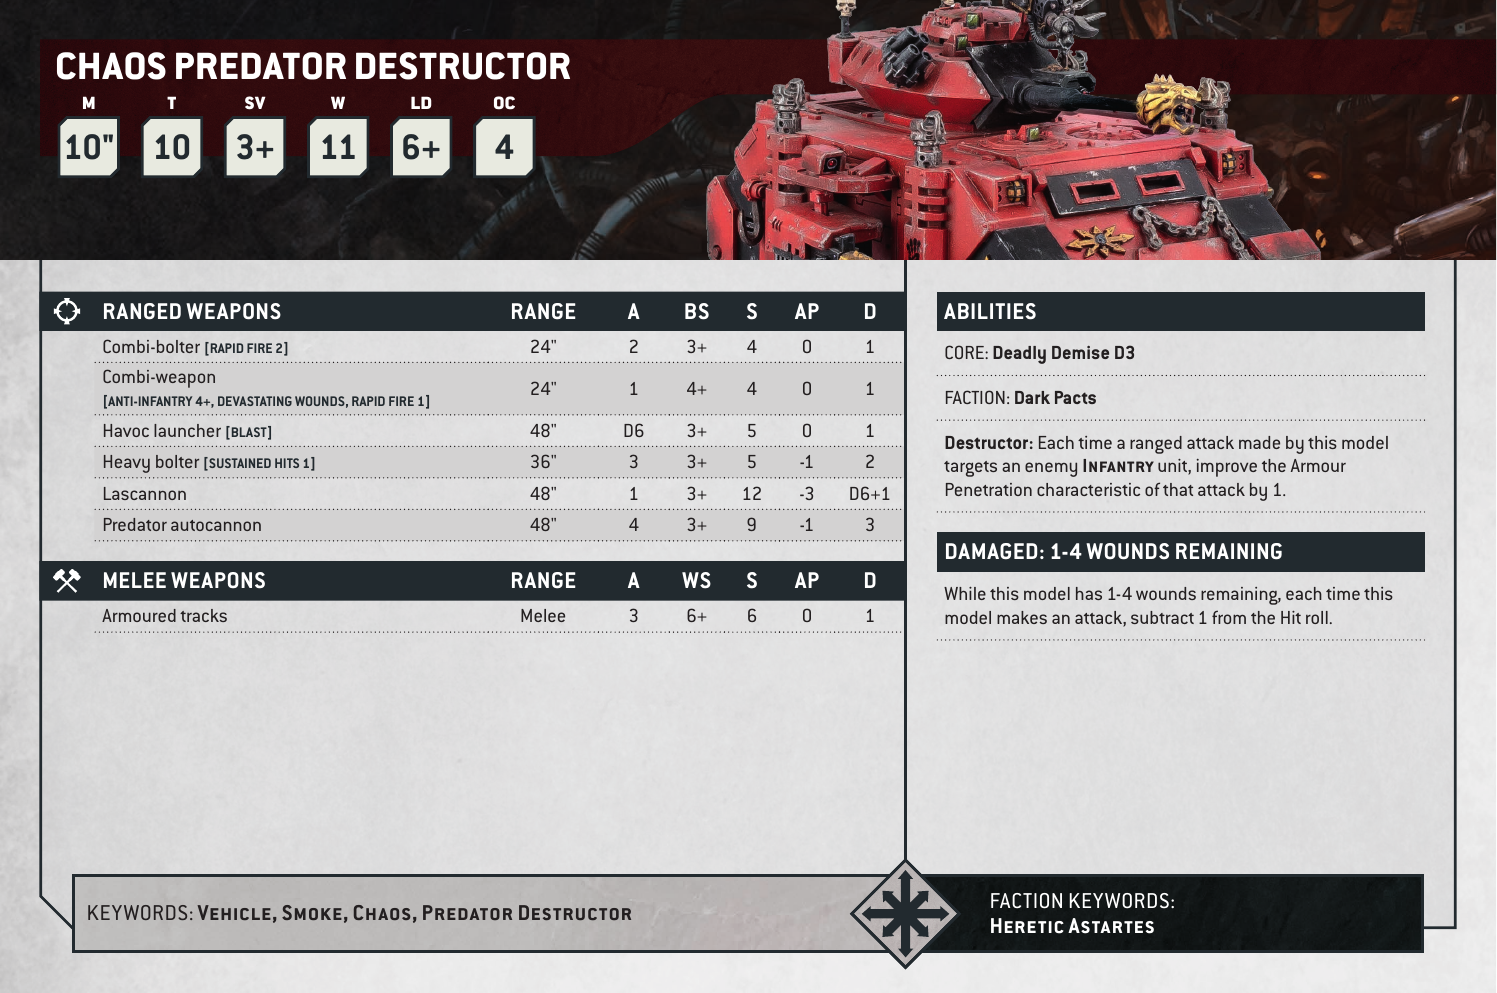 CHAOS PREDATOR DESTRUCTOR
M T SV W LD OC
10" 10 3+ 11 6+ 4
RANGED WEAPONS RANGE A BS S AP D
Combi-bolter [RAPID FIRE 2] 24" 2 3+ 4 0 1
Combi-weapon
[ANTI-INFANTRY 4+, DEVASTATING WOUNDS, RAPID FIRE 1] 24" 1 4+ 4 0 1
Havoc launcher [BLAST] 48" D6 3+ 5 0 1
Heavy bolter [SUSTAINED HITS 1] 36" 3 3+ 5 -1 2
Lascannon 48" 1 3+ 12 -3 D6+1
Predator autocannon 48" 4 3+ 9 -1 3
MELEE WEAPONS RANGE A WS S AP D
Armoured tracks Melee 3 6+ 6 0 1
ABILITIES
CORE: Deadly Demise D3
FACTION: Dark Pacts
Destructor: Each time a ranged attack made by this model
targets an enemy INFANTRY unit, improve the Armour
Penetration characteristic of that attack by 1.
DAMAGED: 1-4 WOUNDS REMAINING
While this model has 1-4 wounds remaining, each time this
model makes an attack, subtract 1 from the Hit roll.
KEYWORDS: VEHICLE, SMOKE, CHAOS, PREDATOR DESTRUCTOR
FACTION KEYWORDS:
HERETIC ASTARTES